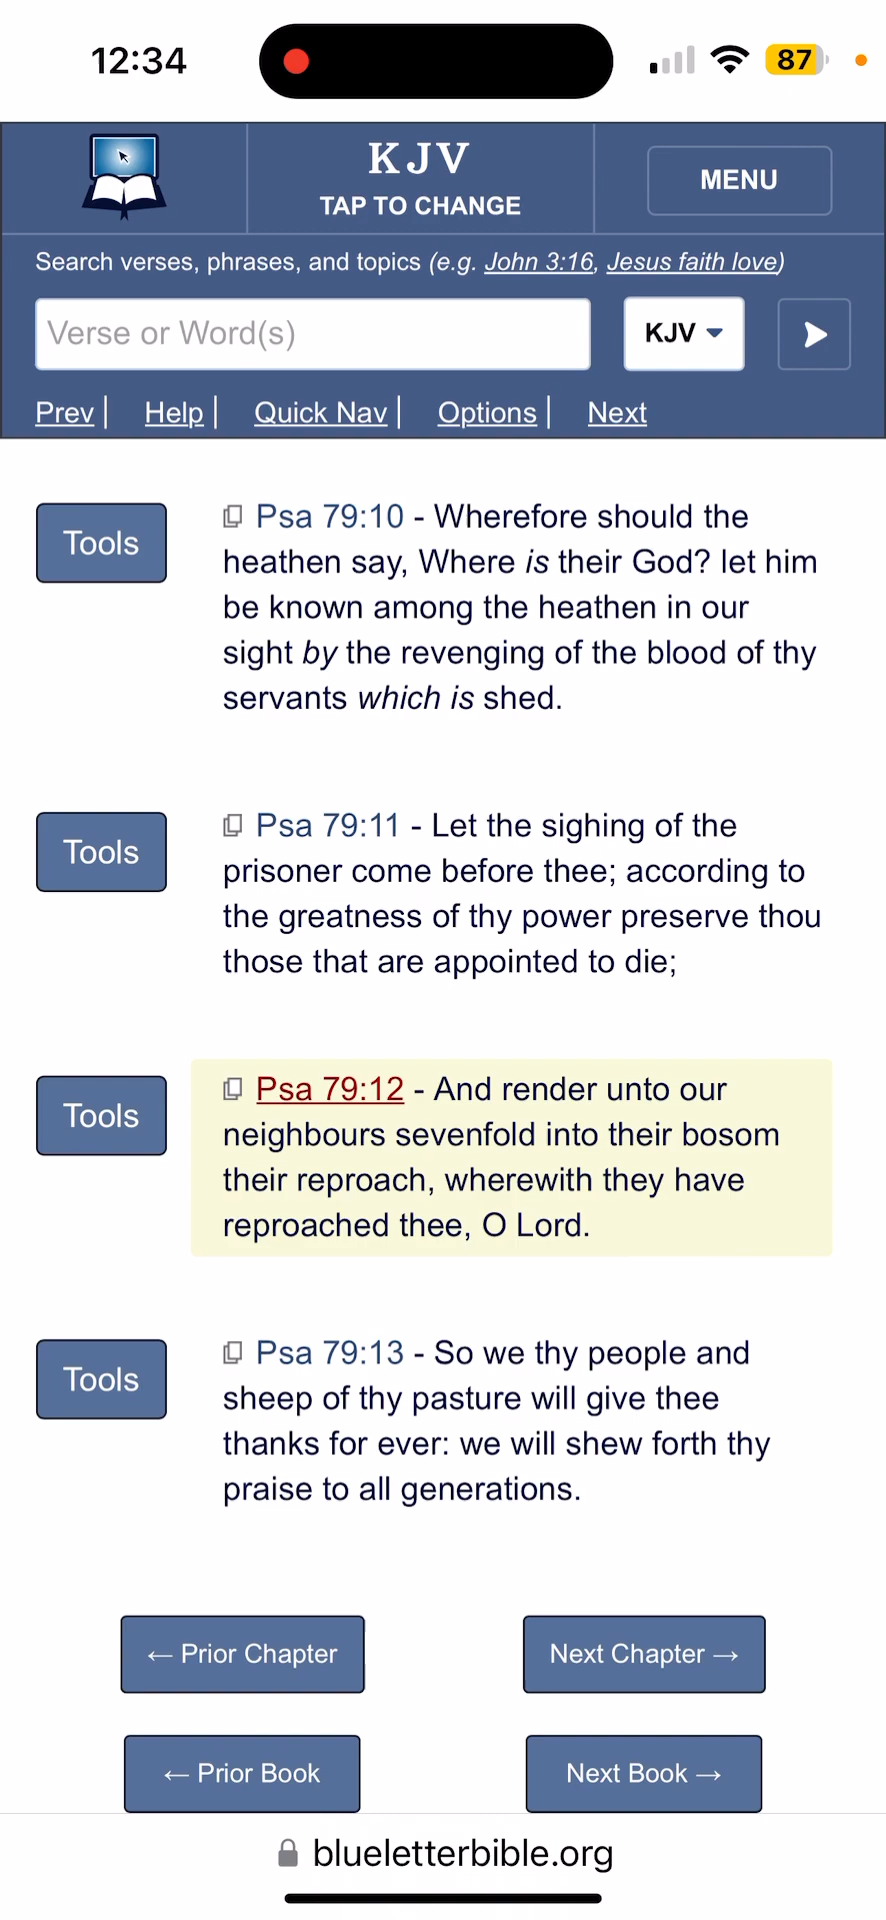 12:34
87
KJV
TAP TO CHANGE
MENU
Search verses, phrases, and topics (e.g. John 3:16, Jesus faith love)
Verse or Word(s)
KJV
Prev | Help | Quick Nav | Options | Next
Tools
Psa 79:10 - Wherefore should the
heathen say, Where is their God? let him
be known among the heathen in our
sight by the revenging of the blood of thy
servants which is shed.
Tools
Psa 79:11 - Let the sighing of the
prisoner come before thee; according to
the greatness of thy power preserve thou
those that are appointed to die;
Tools
Psa 79:12 - And render unto our
neighbours sevenfold into their bosom
their reproach, wherewith they have
reproached thee, O Lord.
Tools
Psa 79:13 - So we thy people and
sheep of thy pasture will give thee
thanks for ever: we will shew forth thy
praise to all generations.
← Prior Chapter
Next Chapter →
← Prior Book
Next Book →
blueletterbible.org